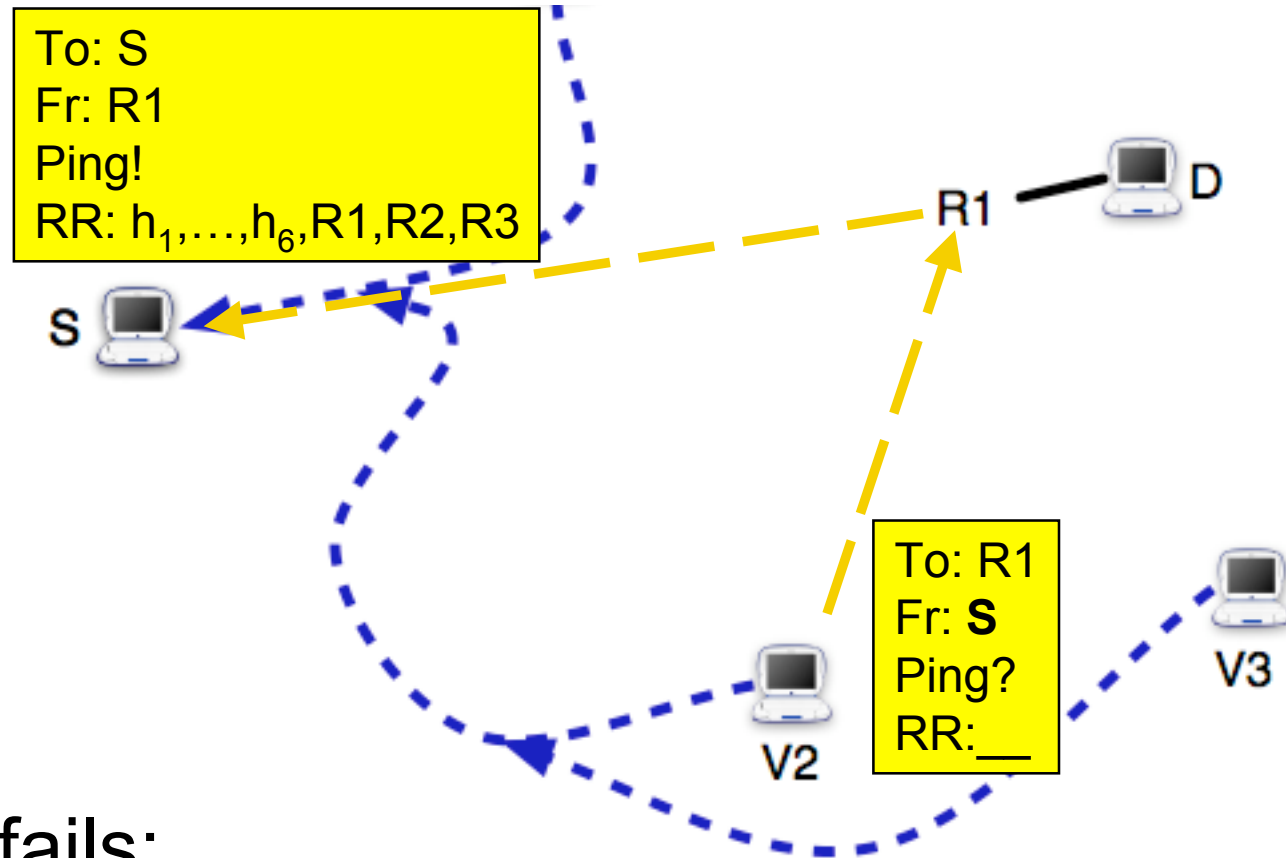 To: S
Fr: R1
Ping!
RR: h₁,…,h₆,R1,R2,R3
D
R1
S
To: R1
Fr: S
Ping?
RR:__
V3
V2
fails: